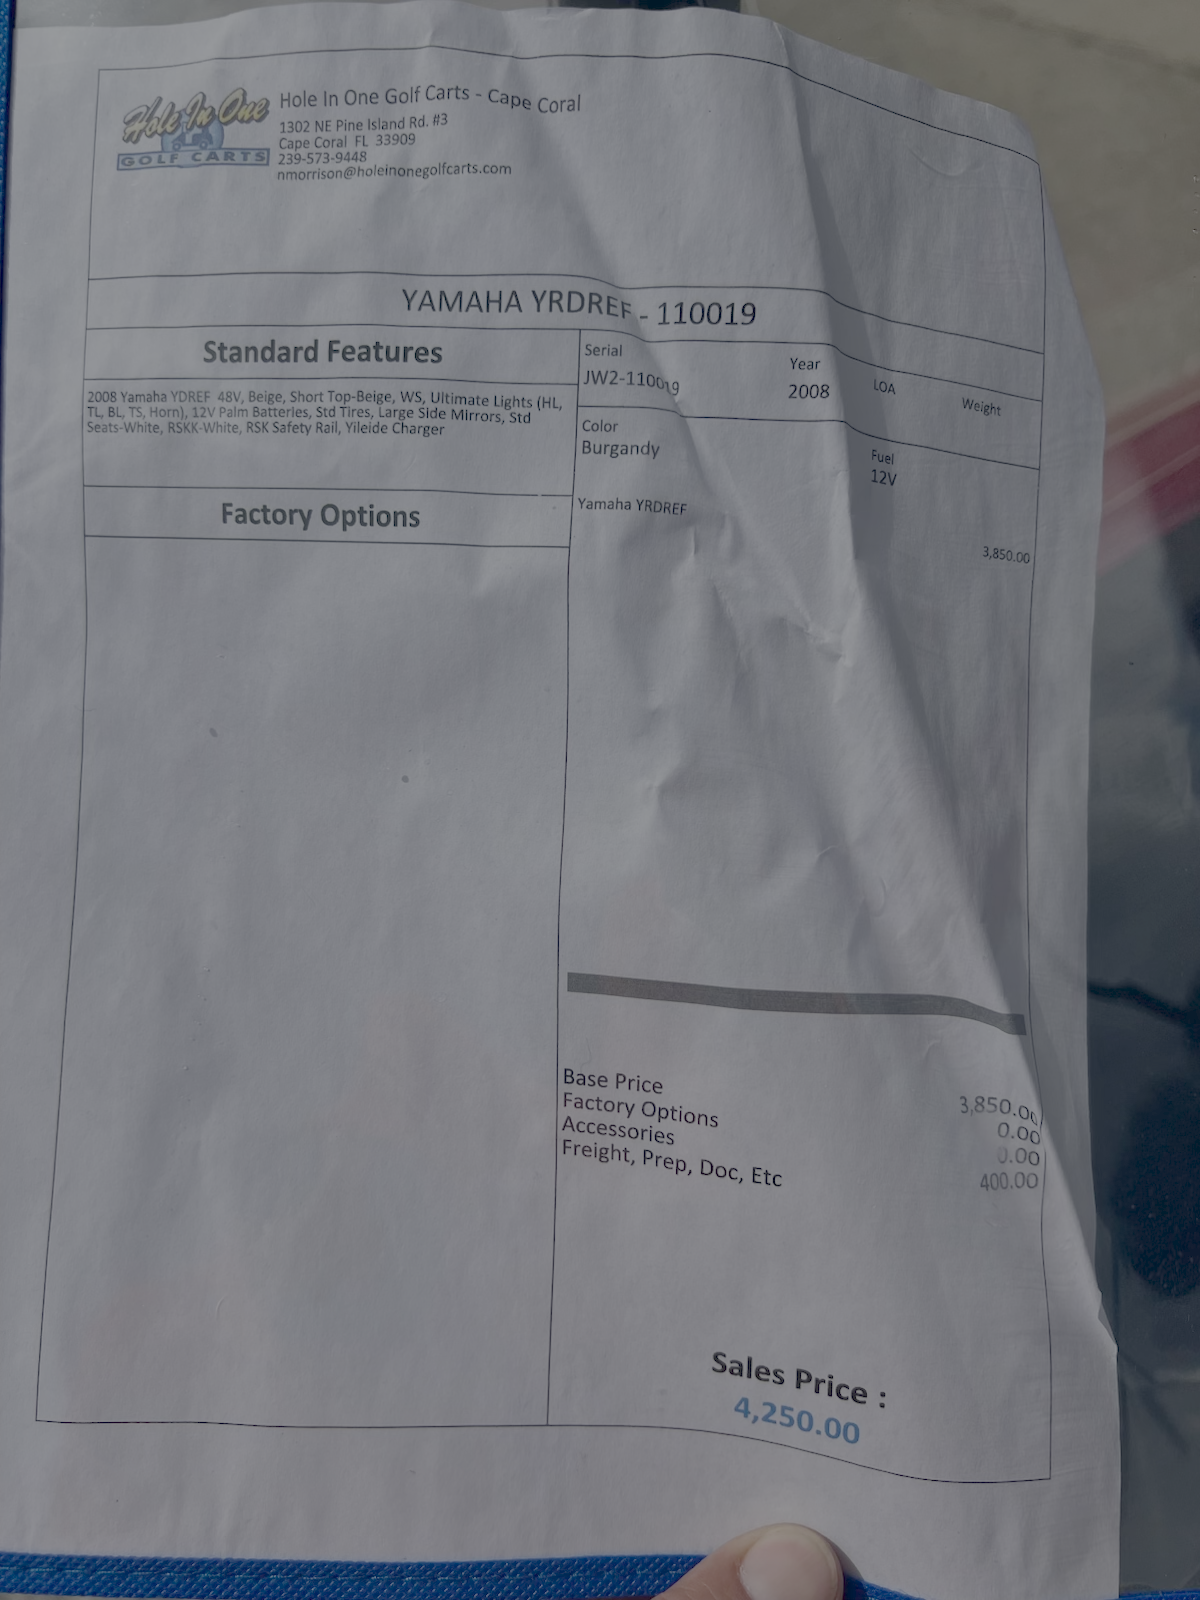 Hole In One
GOLF CARTS
Hole In One Golf Carts - Cape Coral
1302 NE Pine Island Rd. #3
Cape Coral FL 33909
239-573-9448
nmorrison@holeinonegolfcarts.com
YAMAHA YRDREF - 110019
Standard Features
2008 Yamaha YDREF 48V, Beige, Short Top-Beige, WS, Ultimate Lights (HL,
TL, BL, TS, Horn), 12V Palm Batteries, Std Tires, Large Side Mirrors, Std
Seats-White, RSKK-White, RSK Safety Rail, Yileide Charger
Factory Options
Serial Year LOA Weight
JW2-110019 2008
Color Fuel
Burgandy 12V
Yamaha YRDREF 3,850.00
Base Price 3,850.00
Factory Options 0.00
Accessories 0.00
Freight, Prep, Doc, Etc 400.00
Sales Price :
4,250.00